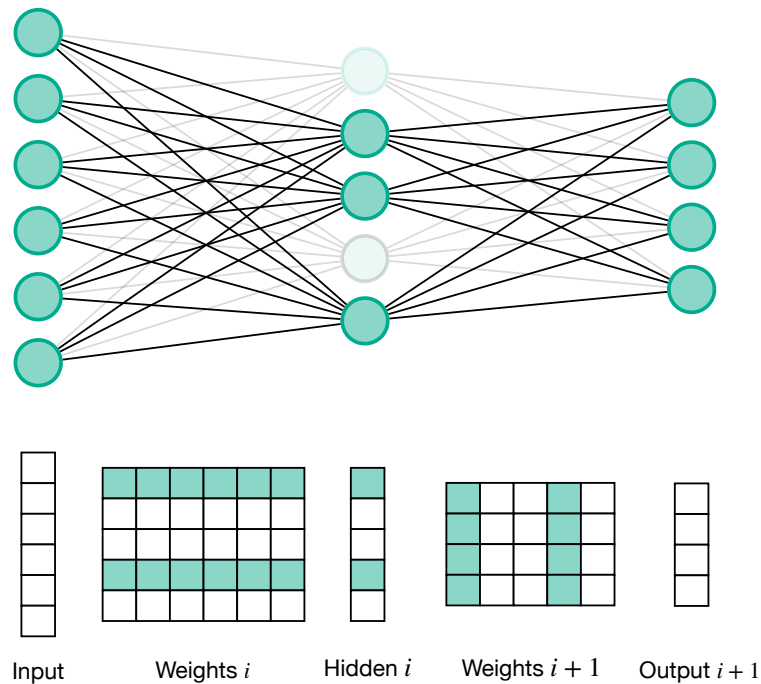 Input
Weights i
Hidden i
Weights i + 1
Output i + 1